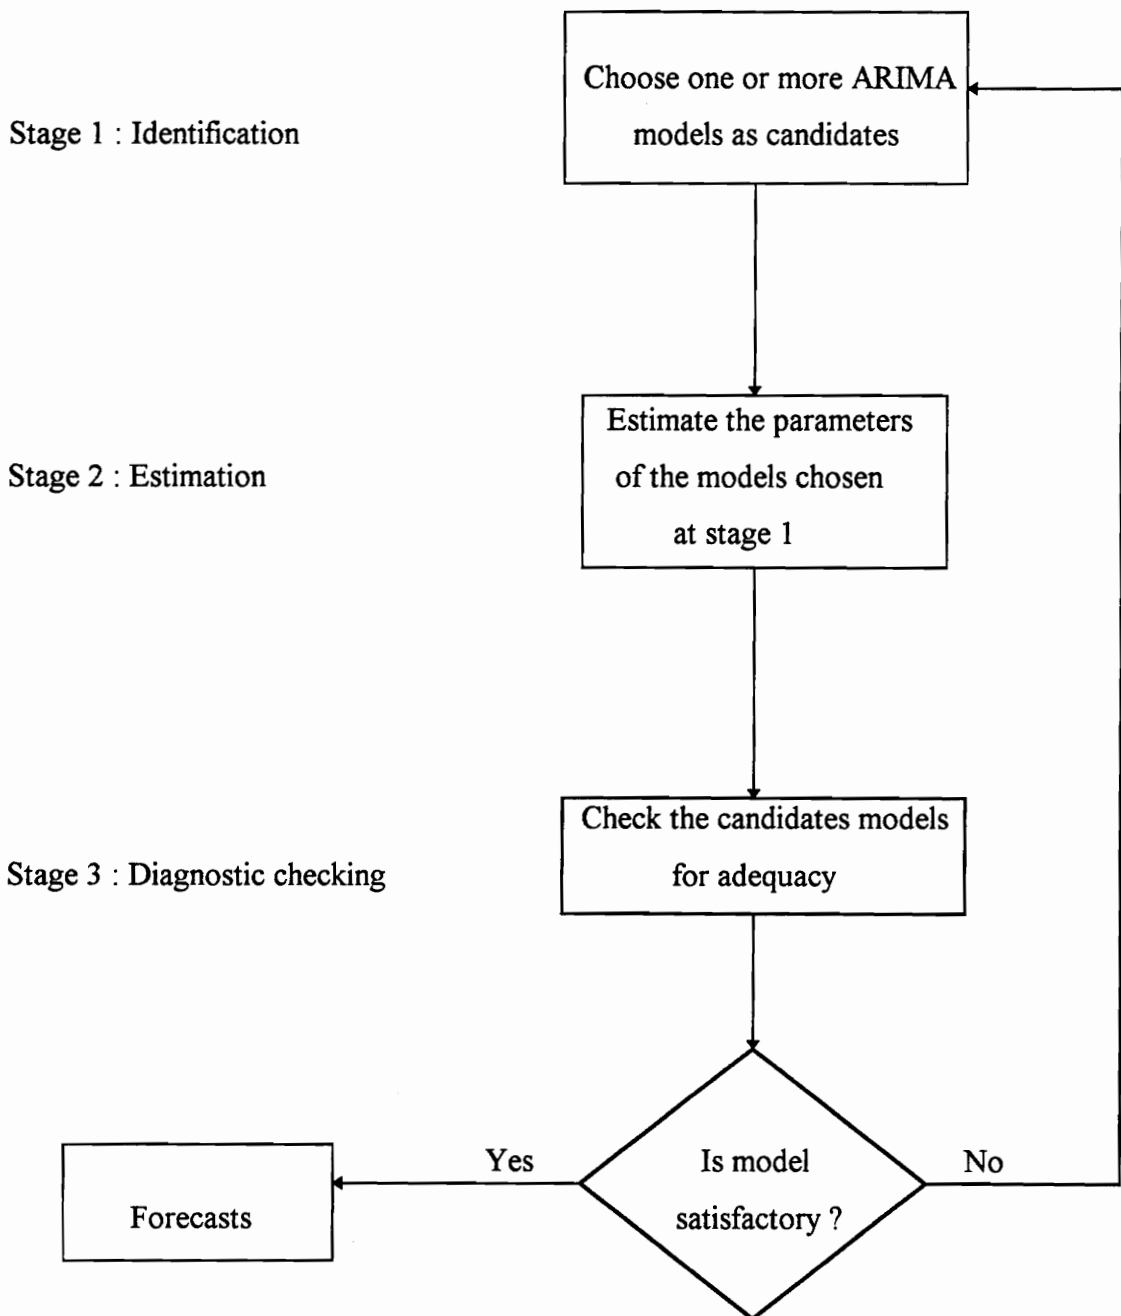 Choose one or more ARIMA
models as candidates
Stage 1 : Identification
Estimate the parameters
of the models chosen
at stage 1
Stage 2 : Estimation
Check the candidates models
for adequacy
Stage 3 : Diagnostic checking
Is model
satisfactory ?
Yes
No
Forecasts